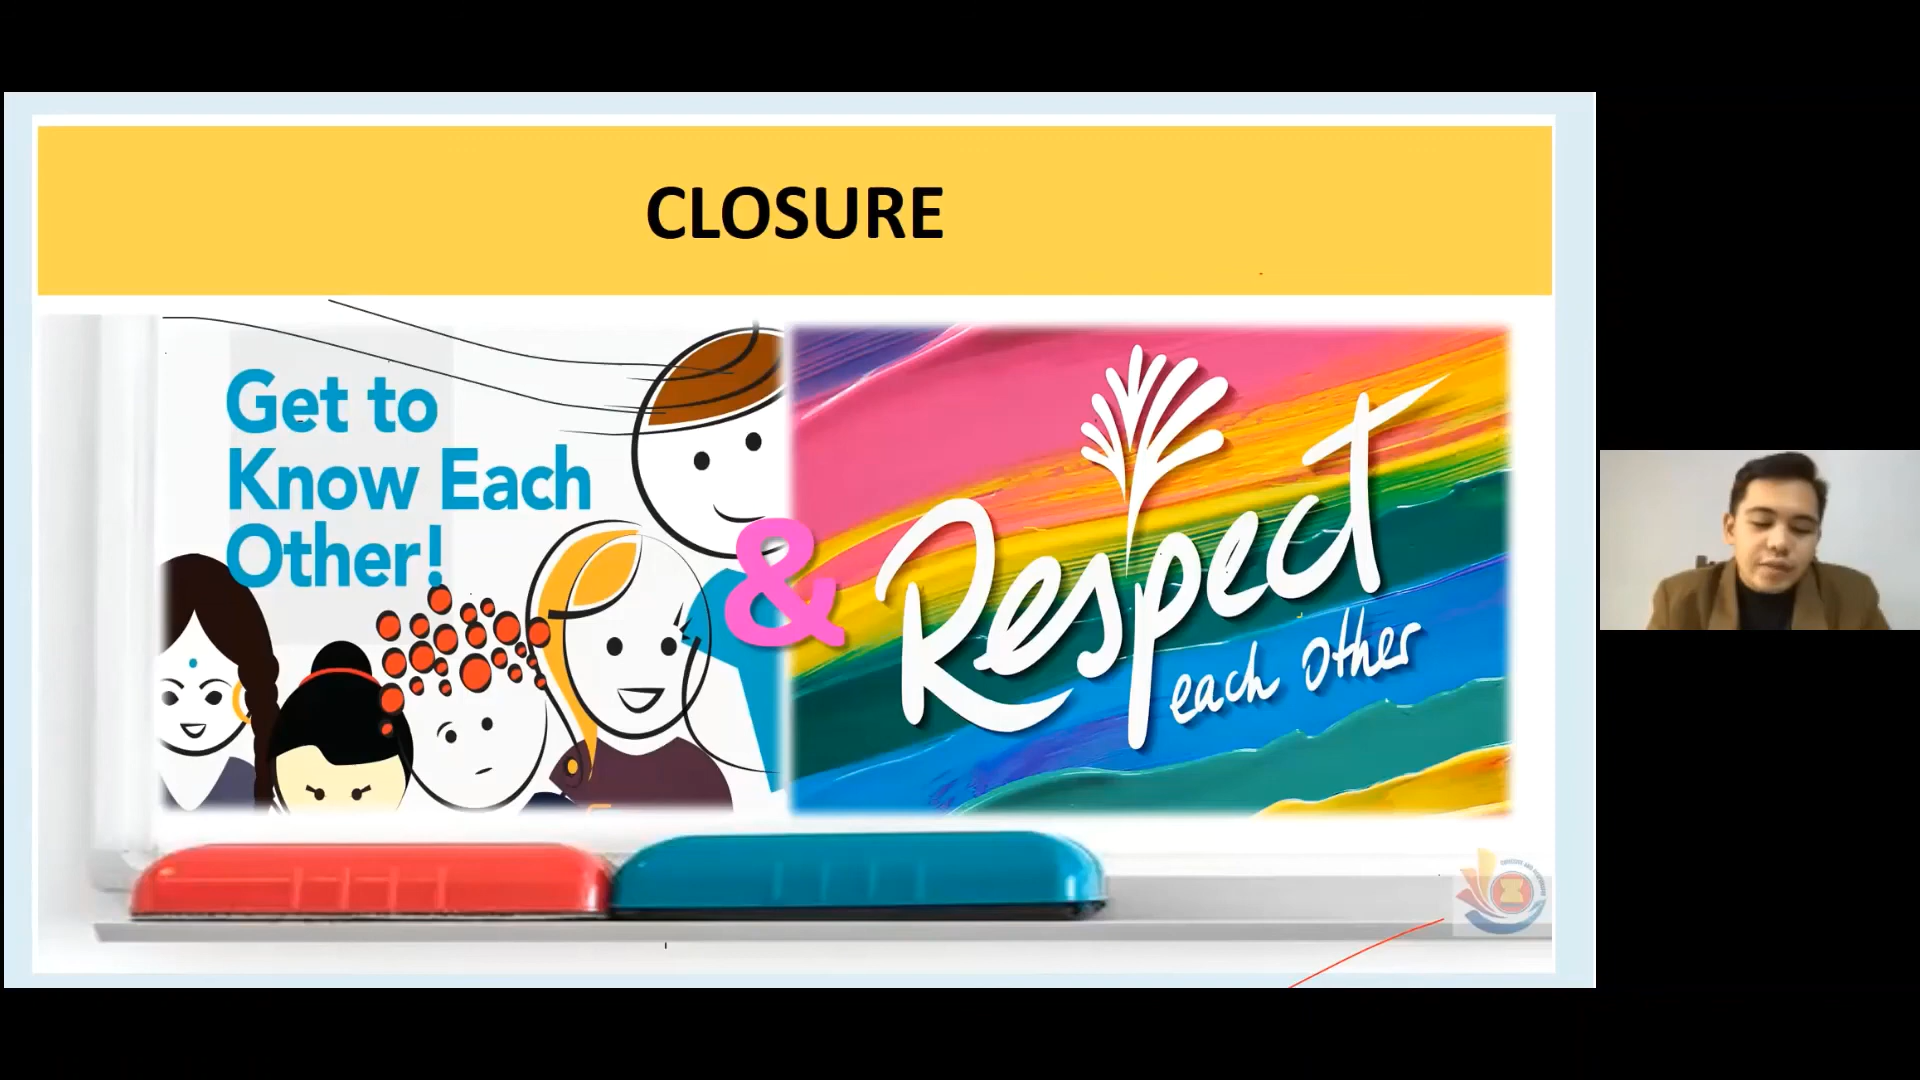 CLOSURE
Get to
Know Each
Other!
&
Respect
each other